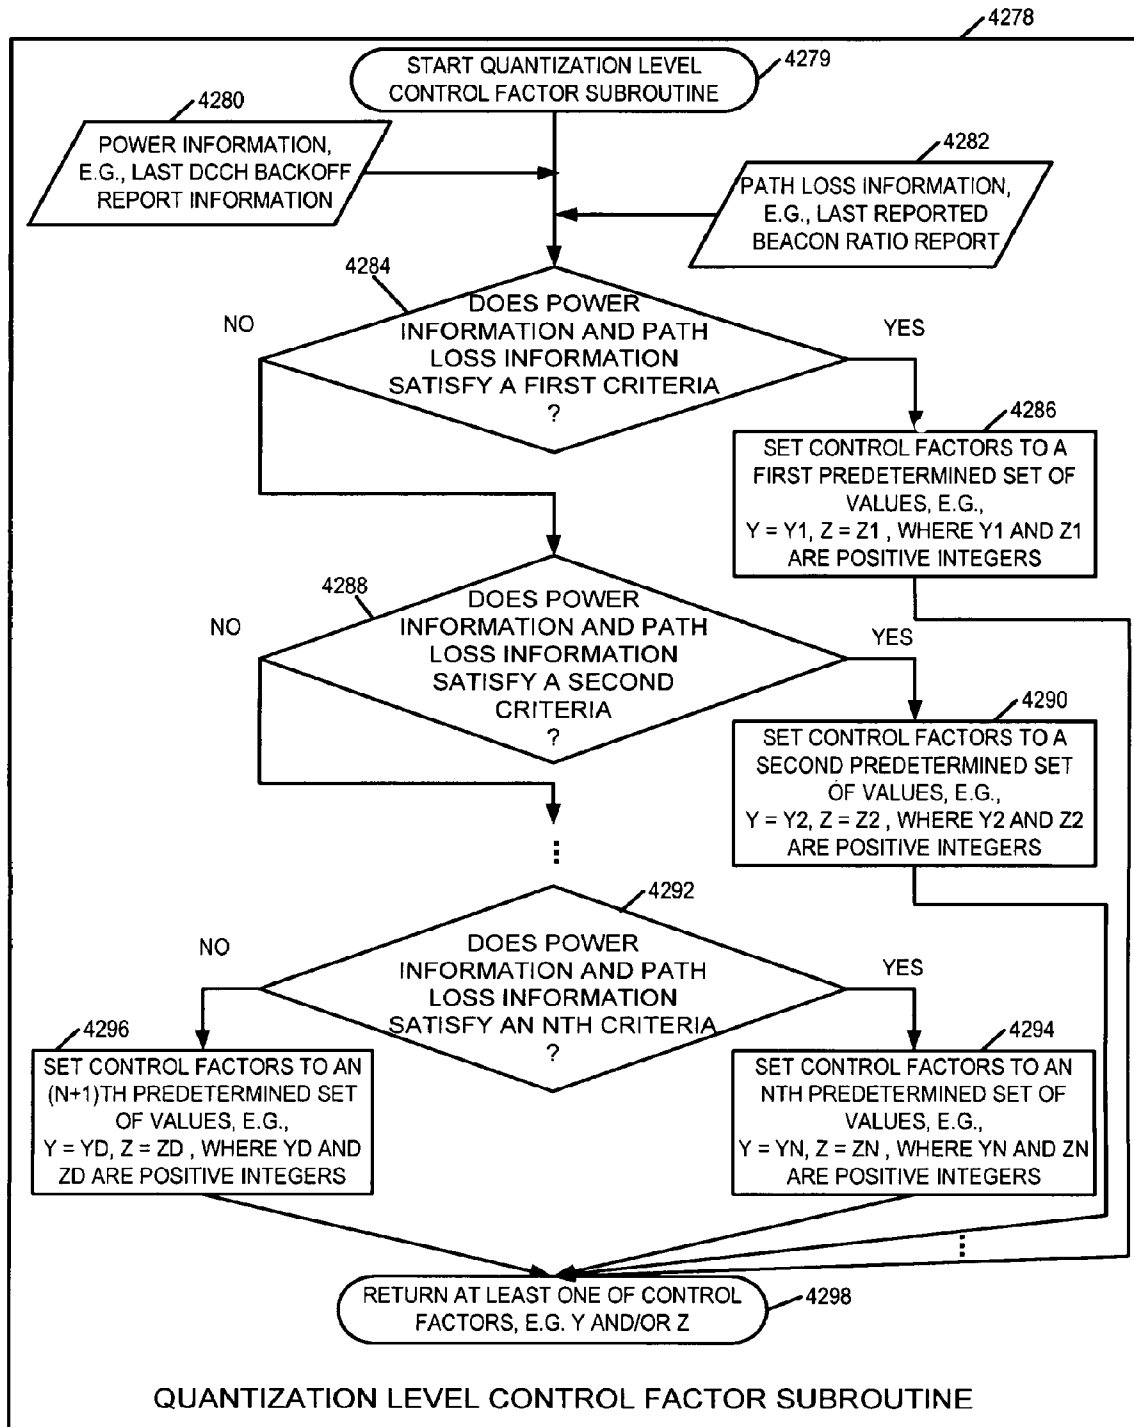 4278
START QUANTIZATION LEVEL
CONTROL FACTOR SUBROUTINE
4279
4280
POWER INFORMATION,
E.G., LAST DCCH BACKOFF
REPORT INFORMATION
4282
PATH LOSS INFORMATION,
E.G., LAST REPORTED
BEACON RATIO REPORT
4284
DOES POWER
INFORMATION AND PATH
LOSS INFORMATION
SATISFY A FIRST CRITERIA
?
NO
YES
4286
SET CONTROL FACTORS TO A
FIRST PREDETERMINED SET OF
VALUES, E.G.,
Y = Y1, Z = Z1 , WHERE Y1 AND Z1
ARE POSITIVE INTEGERS
4288
DOES POWER
INFORMATION AND PATH
LOSS INFORMATION
SATISFY A SECOND
CRITERIA
?
NO
YES
4290
SET CONTROL FACTORS TO A
SECOND PREDETERMINED SET
OF VALUES, E.G.,
Y = Y2, Z = Z2 , WHERE Y2 AND Z2
ARE POSITIVE INTEGERS
4292
DOES POWER
INFORMATION AND PATH
LOSS INFORMATION
SATISFY AN NTH CRITERIA
?
NO
YES
4296
SET CONTROL FACTORS TO AN
(N+1)TH PREDETERMINED SET
OF VALUES, E.G.,
Y = YD, Z = ZD , WHERE YD AND
ZD ARE POSITIVE INTEGERS
4294
SET CONTROL FACTORS TO AN
NTH PREDETERMINED SET OF
VALUES, E.G.,
Y = YN, Z = ZN , WHERE YN AND ZN
ARE POSITIVE INTEGERS
RETURN AT LEAST ONE OF CONTROL
FACTORS, E.G. Y AND/OR Z
4298
QUANTIZATION LEVEL CONTROL FACTOR SUBROUTINE